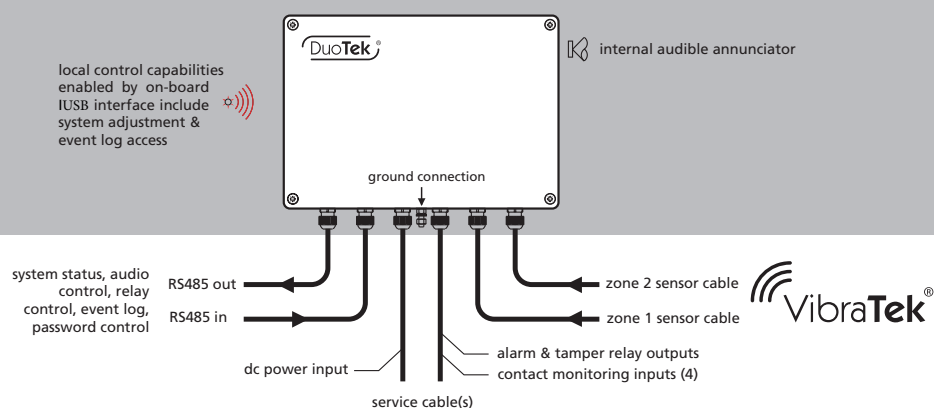 DuoTek®
internal audible annunciator
local control capabilities
enabled by on-board
IUSB interface include
system adjustment &
event log access
ground connection
system status, audio
control, relay
control, event log,
password control
RS485 out
RS485 in
zone 2 sensor cable
zone 1 sensor cable
VibraTek®
dc power input
alarm & tamper relay outputs
contact monitoring inputs (4)
service cable(s)